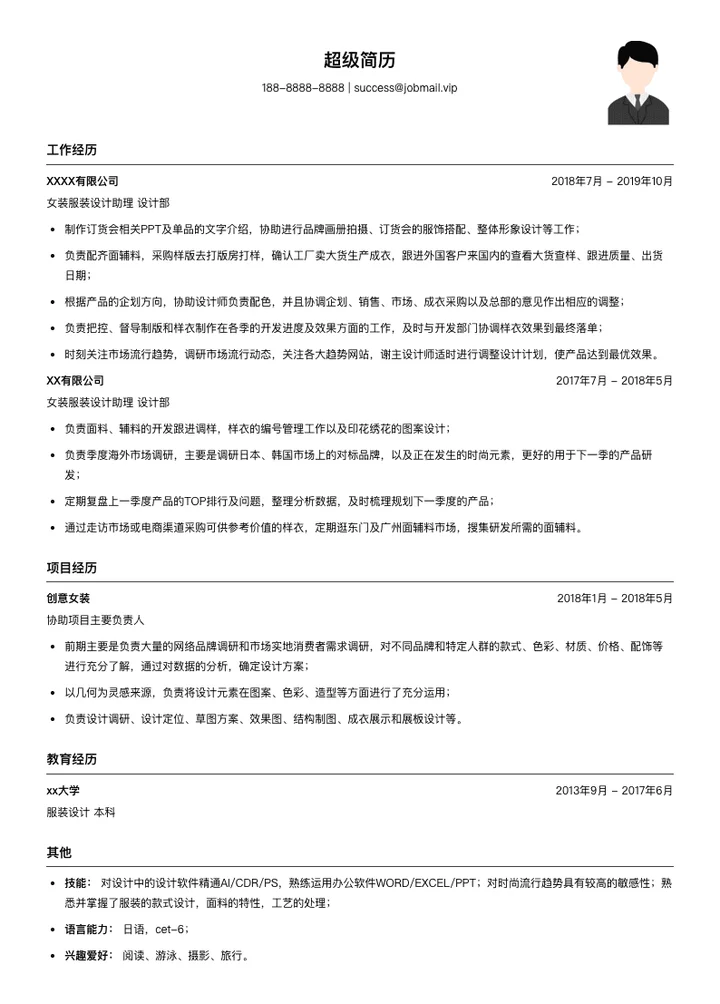 超级简历
188-8888-8888 | success@jobmail.vip
工作经历
XXXX有限公司 2018年7月 – 2019年10月
女装服装设计助理 设计部
• 制作订货会相关PPT及单品的文字介绍，协助进行品牌画册拍摄、订货会的服饰搭配、整体形象设计等工作；
• 负责配齐面辅料，采购样版去打版房打样，确认工厂卖大货生产成衣，跟进外国客户来国内的查看大货查样、跟进质量、出货
日期；
• 根据产品的企划方向，协助设计师负责配色，并且协调企划、销售、市场、成衣采购以及总部的意见作出相应的调整；
• 负责把控、督导制版和样衣制作在各季的开发进度及效果方面的工作，及时与开发部门协调样衣效果到最终落单；
• 时刻关注市场流行趋势，调研市场流行动态，关注各大趋势网站，谢主设计师适时进行调整设计计划，使产品达到最优效果。
XX有限公司 2017年7月 – 2018年5月
女装服装设计助理 设计部
• 负责面料、辅料的开发跟进调样，样衣的编号管理工作以及印花绣花的图案设计；
• 负责季度海外市场调研，主要是调研日本、韩国市场上的对标品牌，以及正在发生的时尚元素，更好的用于下一季的产品研
发；
• 定期复盘上一季度产品的TOP排行及问题，整理分析数据，及时梳理规划下一季度的产品；
• 通过走访市场或电商渠道采购可供参考价值的样衣，定期逛东门及广州面辅料市场，搜集研发所需的面辅料。
项目经历
创意女装 2018年1月 – 2018年5月
协助项目主要负责人
• 前期主要是负责大量的网络品牌调研和市场实地消费者需求调研，对不同品牌和特定人群的款式、色彩、材质、价格、配饰等
进行充分了解，通过对数据的分析，确定设计方案；
• 以几何为灵感来源，负责将设计元素在图案、色彩、造型等方面进行了充分运用；
• 负责设计调研、设计定位、草图方案、效果图、结构制图、成衣展示和展板设计等。
教育经历
xx大学 2013年9月 – 2017年6月
服装设计 本科
其他
• 技能： 对设计中的设计软件精通AI/CDR/PS，熟练运用办公软件WORD/EXCEL/PPT；对时尚流行趋势具有较高的敏感性；熟
悉并掌握了服装的款式设计，面料的特性，工艺的处理；
• 语言能力： 日语，cet-6；
• 兴趣爱好： 阅读、游泳、摄影、旅行。